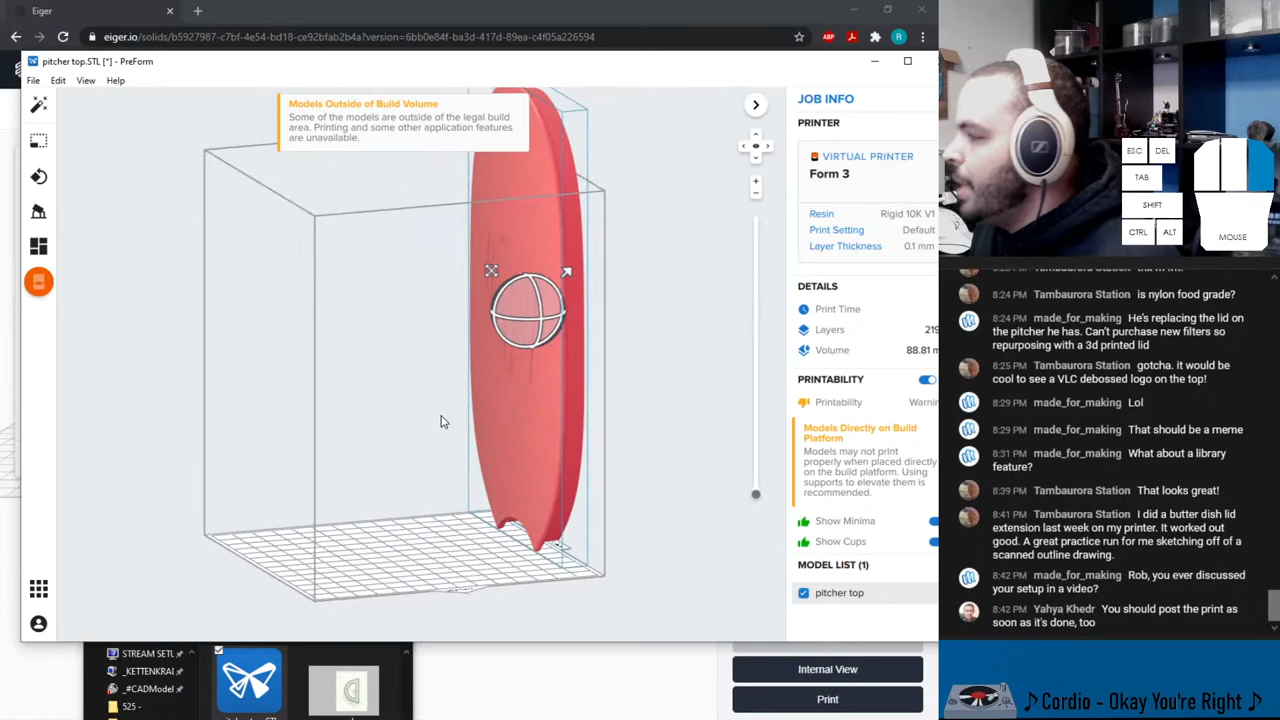 Eiger
eiger.io/solids/b5927987-c7bf-4e54-bd18-ce92bfab2b4a?version=6bb0e84f-ba3d-417d-89ea-c4f05a226594
ABP
R
pitcher top.STL [*] - PreForm
File Edit View Help
Models Outside of Build Volume
Some of the models are outside of the legal build
area. Printing and some other application features
are unavailable.
JOB INFO
PRINTER
VIRTUAL PRINTER
Form 3
Resin Rigid 10K V1
Print Setting Default
Layer Thickness 0.1 mm
DETAILS
Print Time
Layers 219
Volume 88.81 m
PRINTABILITY
Printability Warnin
Models Directly on Build
Platform
Models may not print
properly when placed directly
on the build platform. Using
supports to elevate them is
recommended.
Show Minima
Show Cups
MODEL LIST (1)
pitcher top
STREAM SETU
_KETTENKRAI
_#CADModel
525 -
Internal View
Print
ESC DEL
TAB
SHIFT
CTRL ALT
MOUSE
8:24 PM Tambaurora Station is nylon food grade?
8:24 PM made_for_making He's replacing the lid on
the pitcher he has. Can't purchase new filters so
repurposing with a 3d printed lid
8:25 PM Tambaurora Station gotcha. it would be
cool to see a VLC debossed logo on the top!
8:29 PM made_for_making Lol
8:29 PM made_for_making That should be a meme
8:31 PM made_for_making What about a library
feature?
8:39 PM Tambaurora Station That looks great!
8:41 PM Tambaurora Station I did a butter dish lid
extension last week on my printer. It worked out
good. A great practice run for me sketching off of a
scanned outline drawing.
8:42 PM made_for_making Rob, you ever discussed
your setup in a video?
8:42 PM Yahya Khedr You should post the print as
soon as it's done, too
♪ Cordio - Okay You're Right ♪